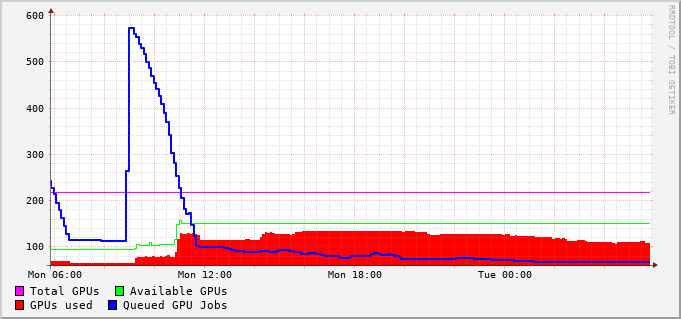 600
500
400
300
200
100
Mon 06:00 Mon 12:00 Mon 18:00 Tue 00:00
Total GPUs Available GPUs
GPUs used Queued GPU Jobs
RRDTOOL / TOBI OETIKER